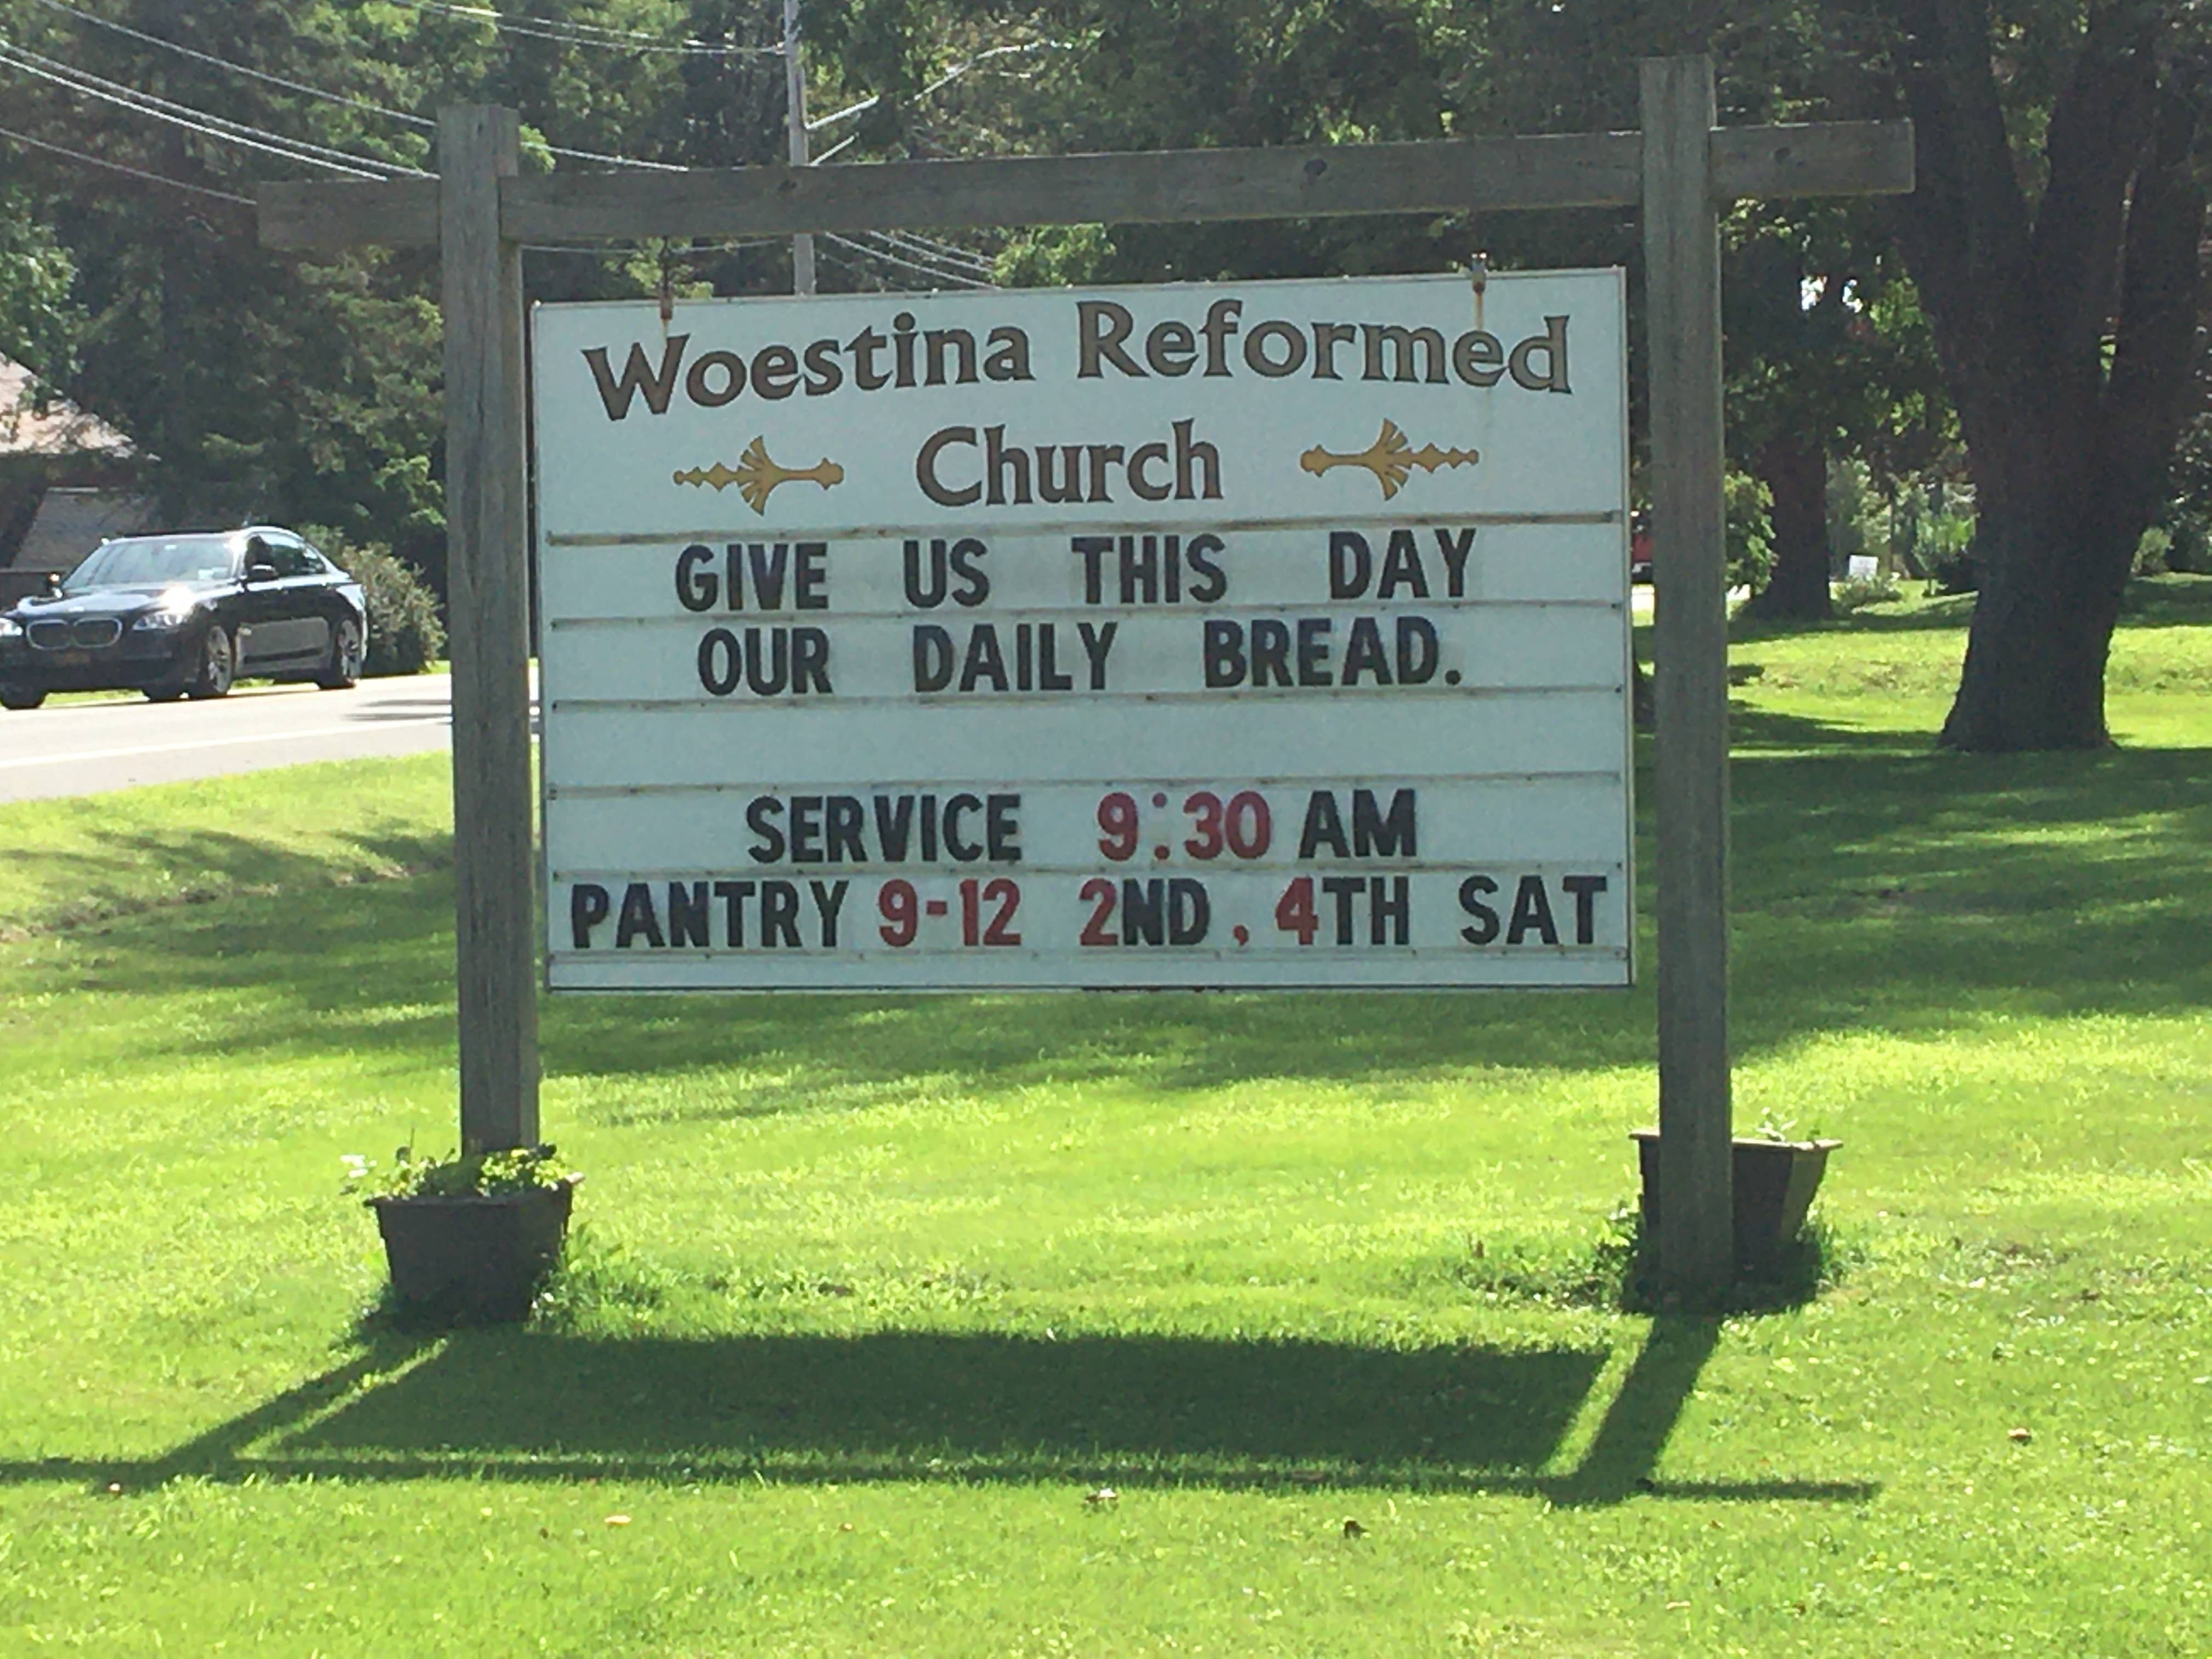 Woestina Reformed
Church
GIVE US THIS DAY
OUR DAILY BREAD.
SERVICE 9:30 AM
PANTRY 9-12 2ND, 4TH SAT